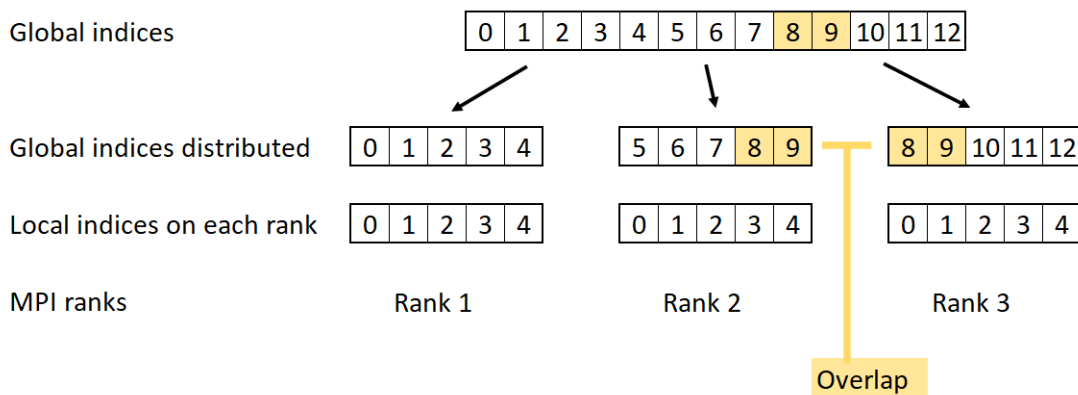 Global indices 0 1 2 3 4 5 6 7 8 9 10 11 12
Global indices distributed 0 1 2 3 4 5 6 7 8 9 8 9 10 11 12
Local indices on each rank 0 1 2 3 4 0 1 2 3 4 0 1 2 3 4
MPI ranks Rank 1 Rank 2 Rank 3
Overlap